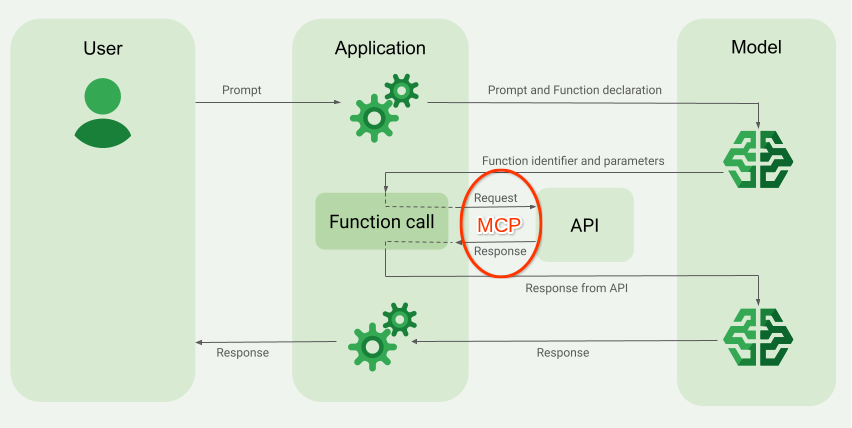 User
Application
Model
Prompt
Prompt and Function declaration
Function identifier and parameters
Request
Function call
MCP
API
Response
Response from API
Response
Response